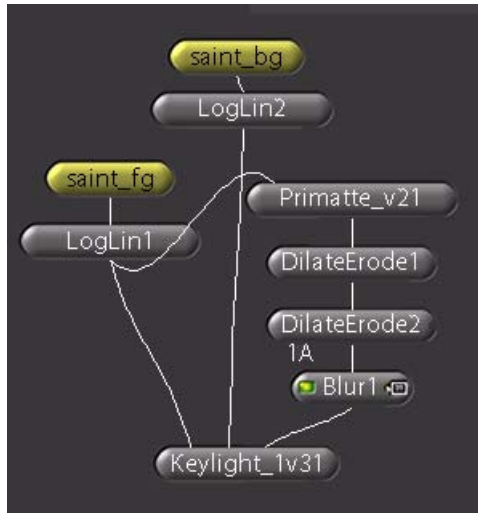 saint_bg
LogLin2
saint_fg
Primatte_v21
LogLin1
DilateErode1
DilateErode2
1A
Blur1
Keylight_1v31